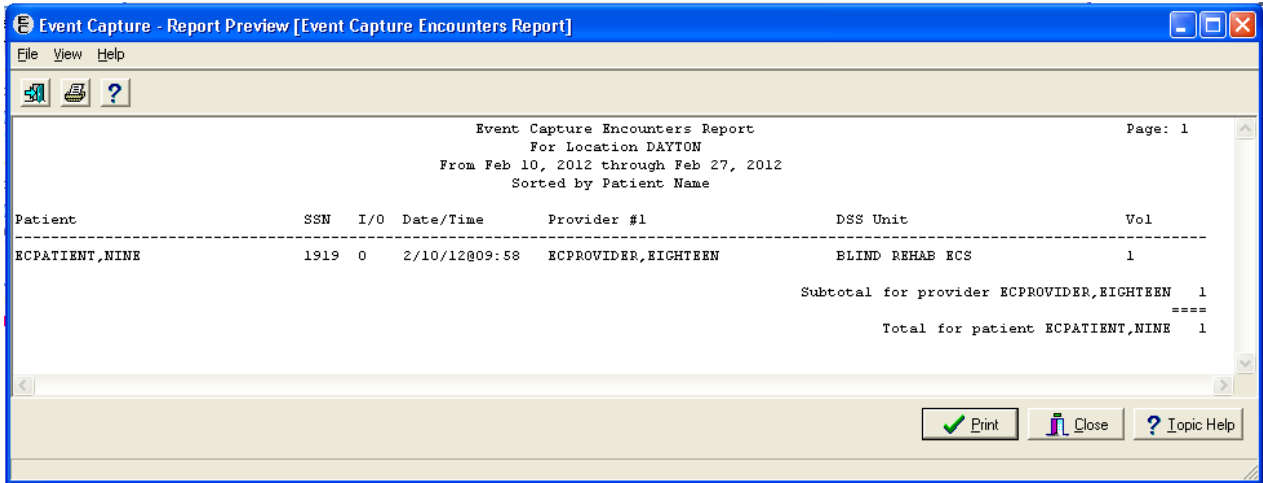 Event Capture - Report Preview [Event Capture Encounters Report]
File View Help
Event Capture Encounters Report Page: 1
For Location DAYTON
From Feb 10, 2012 through Feb 27, 2012
Sorted by Patient Name
Patient SSN I/O Date/Time Provider #1 DSS Unit Vol
ECPATIENT,NINE 1919 O 2/10/12@09:58 ECPROVIDER,EIGHTEEN BLIND REHAB ECS 1
Subtotal for provider ECPROVIDER,EIGHTEEN 1
====
Total for patient ECPATIENT,NINE 1
Print Close ? Topic Help